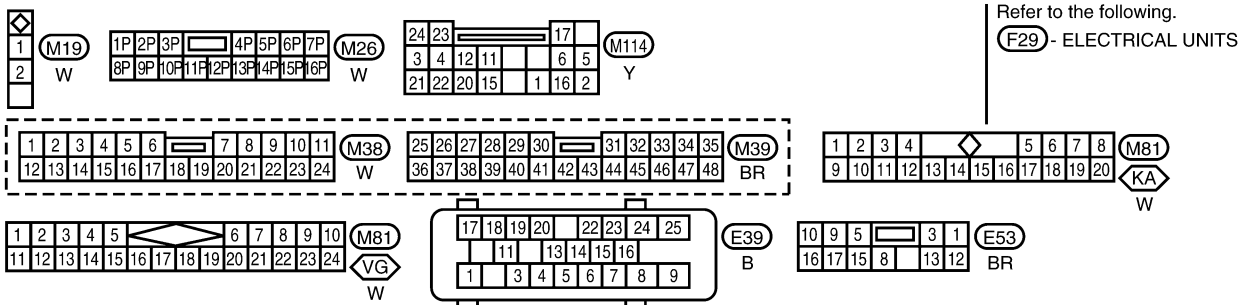 Refer to the following.
F29 - ELECTRICAL UNITS
1
2
M19
W
1P 2P 3P 4P 5P 6P 7P
8P 9P 10P 11P 12P 13P 14P 15P 16P
M26
W
24 23 17
3 4 12 11 6 5
21 22 20 15 1 16 2
M114
Y
1 2 3 4 5 6 7 8 9 10 11
12 13 14 15 16 17 18 19 20 21 22 23 24
M38
W
25 26 27 28 29 30 31 32 33 34 35
36 37 38 39 40 41 42 43 44 45 46 47 48
M39
BR
1 2 3 4 5 6 7 8
9 10 11 12 13 14 15 16 17 18 19 20
M81
KA
W
1 2 3 4 5 6 7 8 9 10
11 12 13 14 15 16 17 18 19 20 21 22 23 24
M81
VG
W
17 18 19 20 22 23 24 25
11 13 14 15 16
1 3 4 5 6 7 8 9
E39
B
10 9 5 3 1
16 17 15 8 13 12
E53
BR